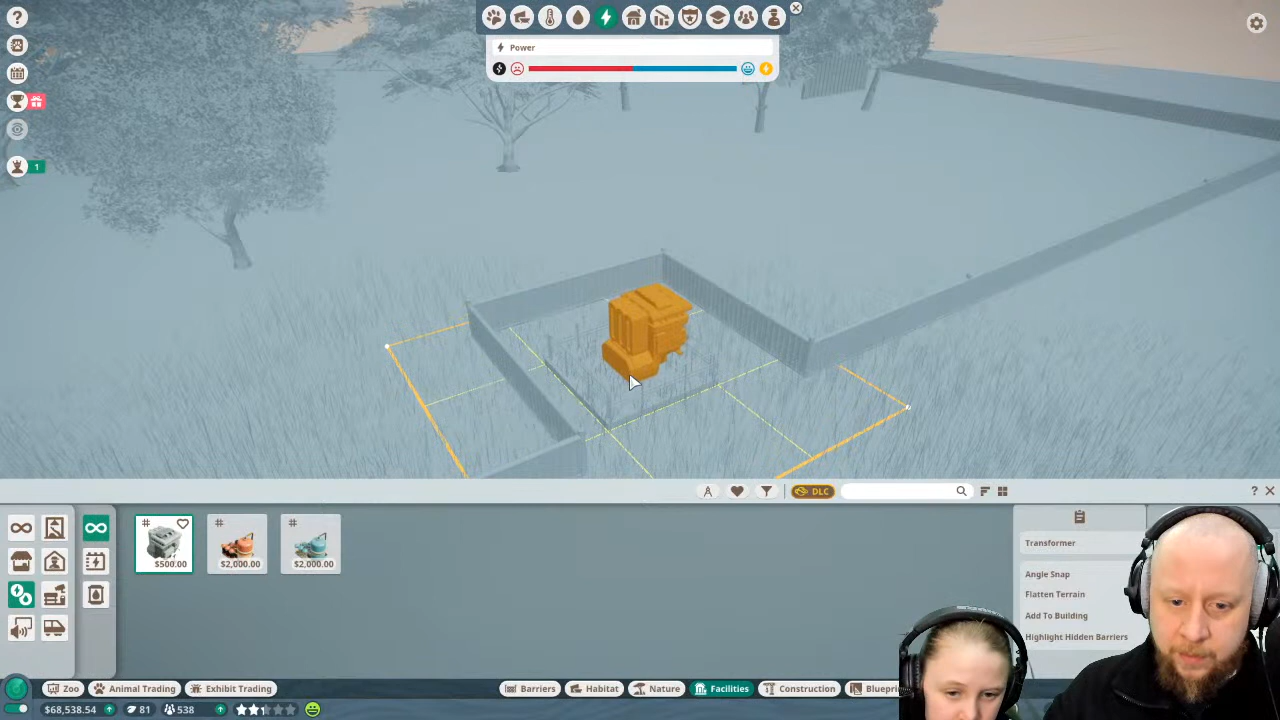 ?
Power
1
DLC
?
#
$500.00
#
$2,000.00
#
$2,000.00
Transformer
Angle Snap
Flatten Terrain
Add To Building
Highlight Hidden Barriers
Zoo
Animal Trading
Exhibit Trading
Barriers
Habitat
Nature
Facilities
Construction
$68,538.54
81
538